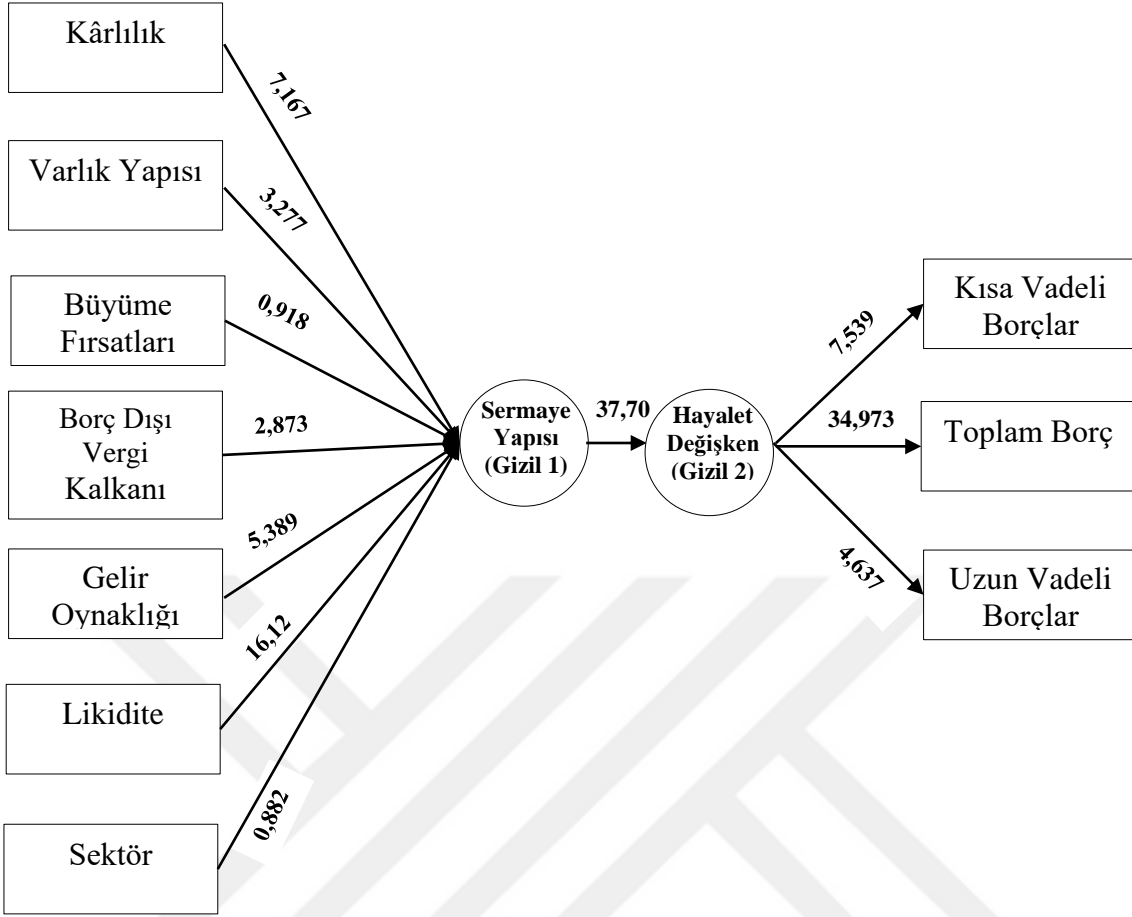 Kârlılık
7,167
Varlık Yapısı
3,277
Büyüme
Fırsatları
0,918
Borç Dışı
Vergi
Kalkanı
2,873
Gelir
Oynaklığı
5,389
Likidite
16,12
Sektör
0,882
Sermaye
Yapısı
(Gizil 1)
37,70
Hayalet
Değişken
(Gizil 2)
7,539
Kısa Vadeli
Borçlar
34,973
Toplam Borç
4,637
Uzun Vadeli
Borçlar